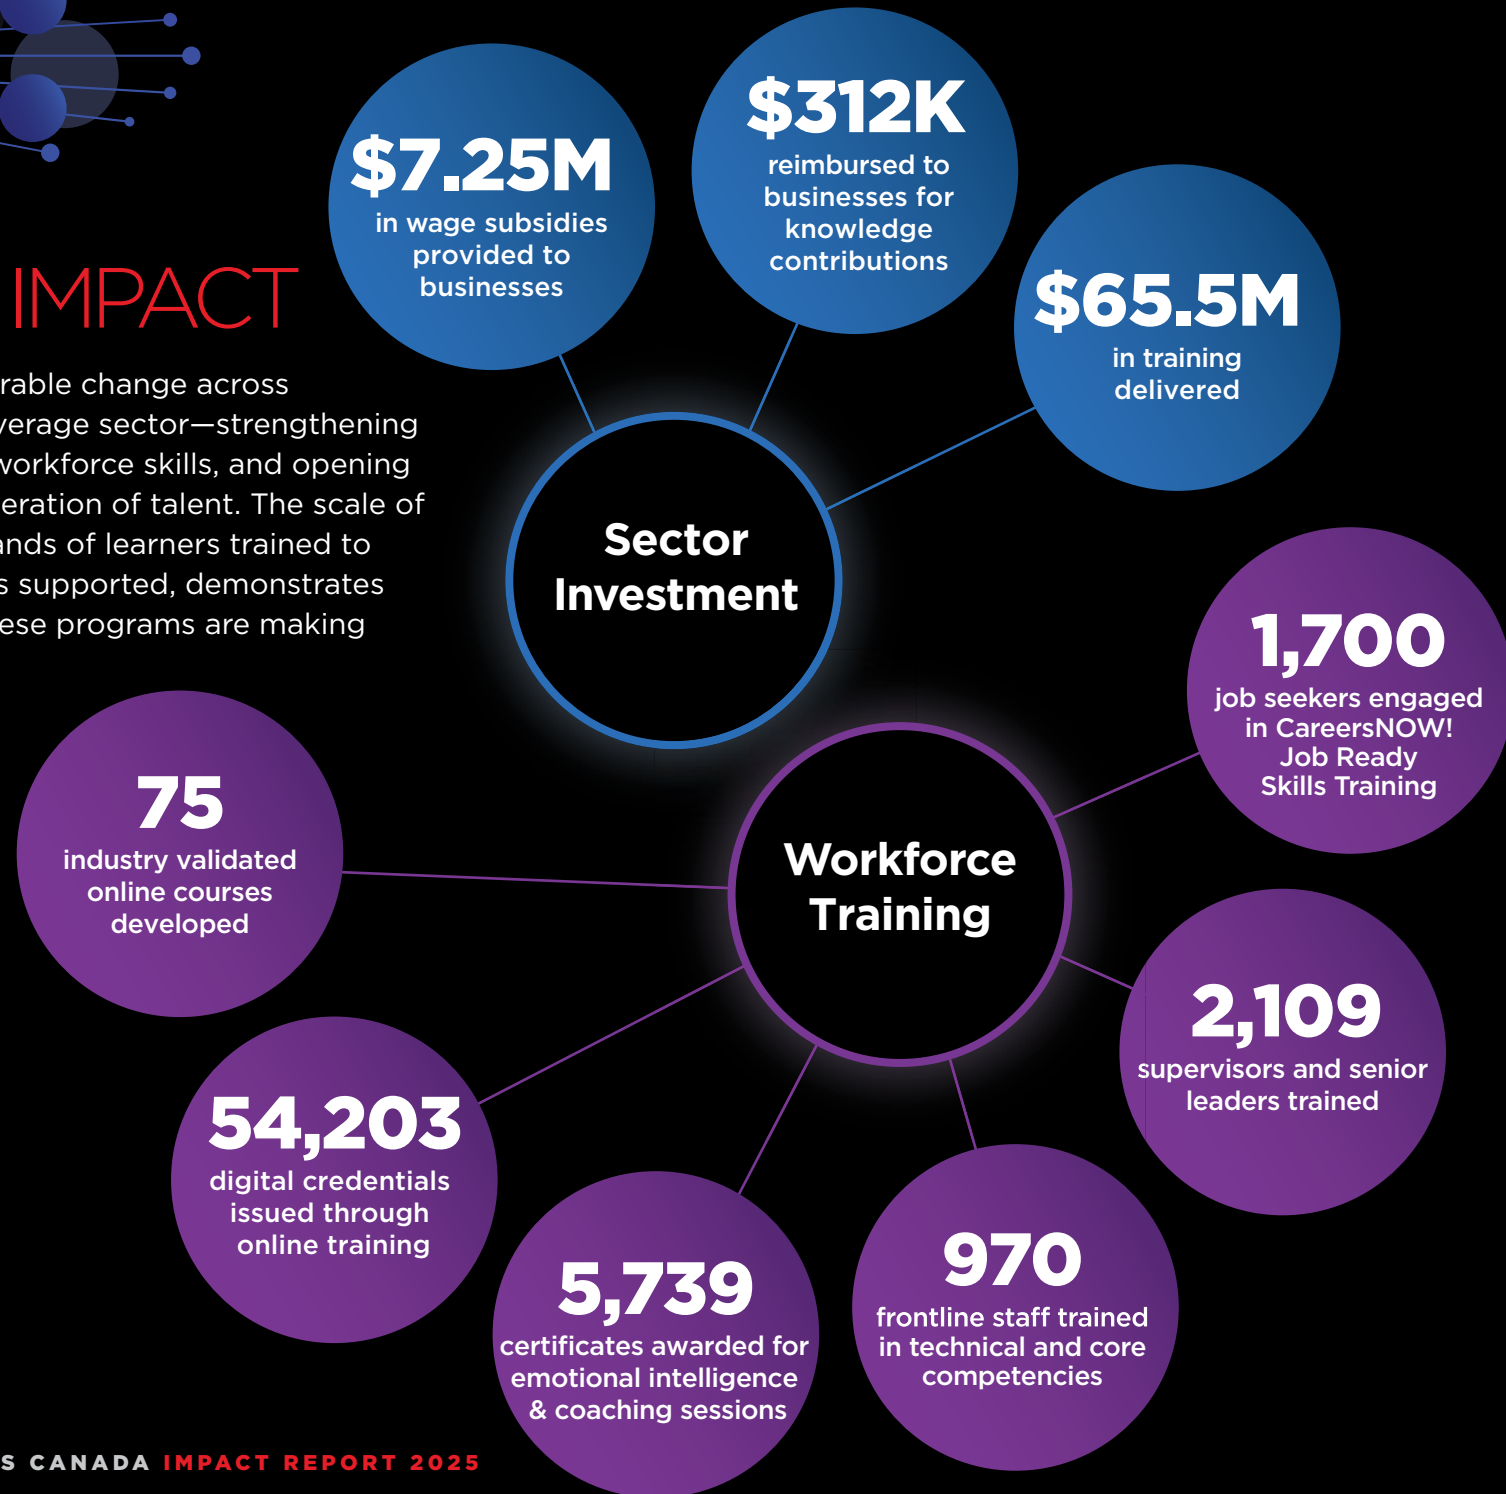 IMPACT
rable change across
verage sector—strengthening
workforce skills, and opening
eration of talent. The scale of
ands of learners trained to
s supported, demonstrates
ese programs are making
$7.25M
in wage subsidies
provided to
businesses
$312K
reimbursed to
businesses for
knowledge
contributions
$65.5M
in training
delivered
Sector
Investment
Workforce
Training
1,700
job seekers engaged
in CareersNOW!
Job Ready
Skills Training
2,109
supervisors and senior
leaders trained
970
frontline staff trained
in technical and core
competencies
5,739
certificates awarded for
emotional intelligence
& coaching sessions
54,203
digital credentials
issued through
online training
75
industry validated
online courses
developed
S CANADA IMPACT REPORT 2025